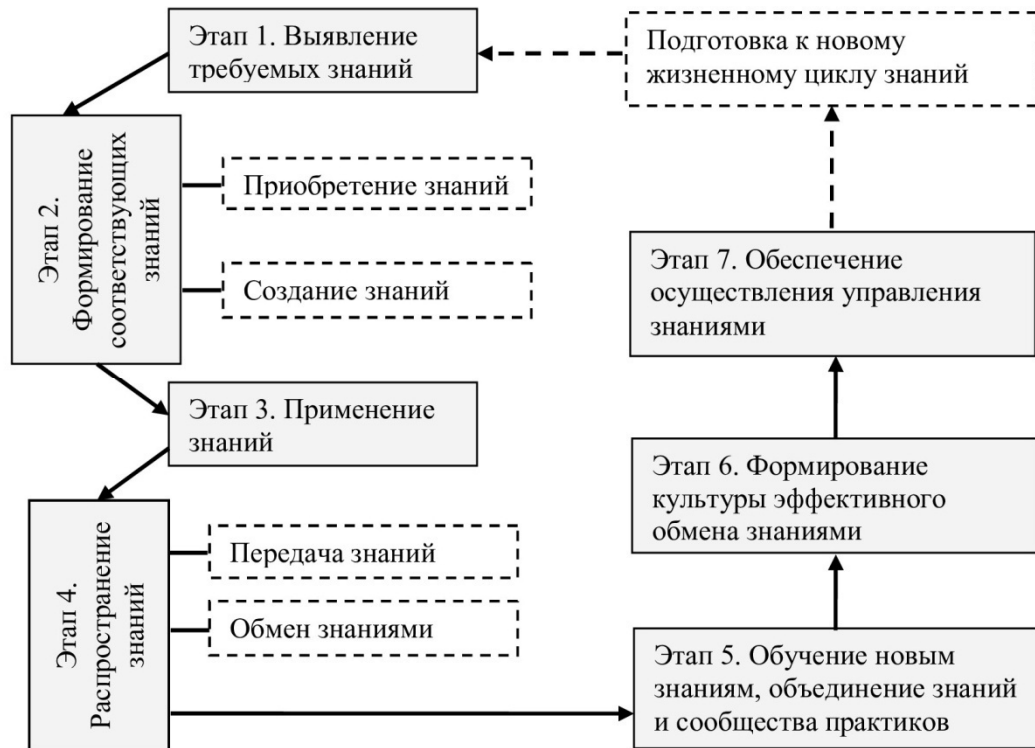 Этап 1. Выявление
требуемых знаний
Подготовка к новому
жизненному циклу знаний
Этап 2.
Формирование
соответствующих
знаний
Приобретение знаний
Создание знаний
Этап 3. Применение
знаний
Этап 4.
Распространение
знаний
Передача знаний
Обмен знаниями
Этап 5. Обучение новым
знаниям, объединение знаний
и сообщества практиков
Этап 6. Формирование
культуры эффективного
обмена знаниями
Этап 7. Обеспечение
осуществления управления
знаниями